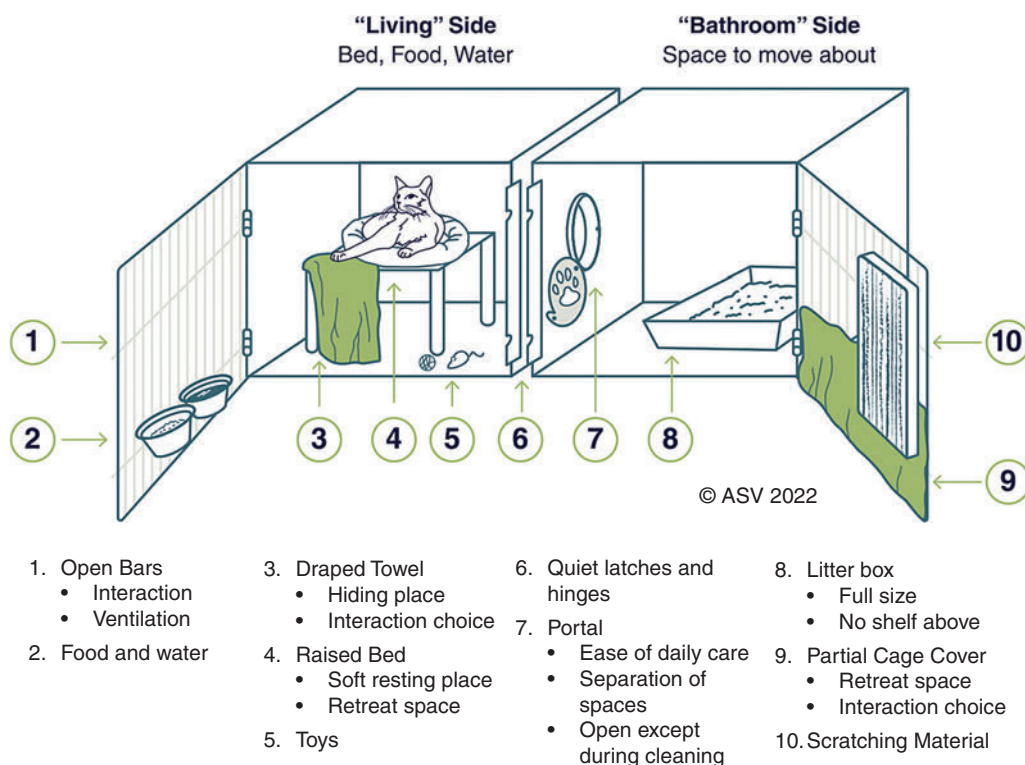 “Living” Side
Bed, Food, Water
“Bathroom” Side
Space to move about
1
2
3
4
5
6
7
8
9
10
© ASV 2022
1. Open Bars
• Interaction
• Ventilation
2. Food and water
3. Draped Towel
• Hiding place
• Interaction choice
4. Raised Bed
• Soft resting place
• Retreat space
5. Toys
6. Quiet latches and
hinges
7. Portal
• Ease of daily care
• Separation of
spaces
• Open except
during cleaning
8. Litter box
• Full size
• No shelf above
9. Partial Cage Cover
• Retreat space
• Interaction choice
10. Scratching Material